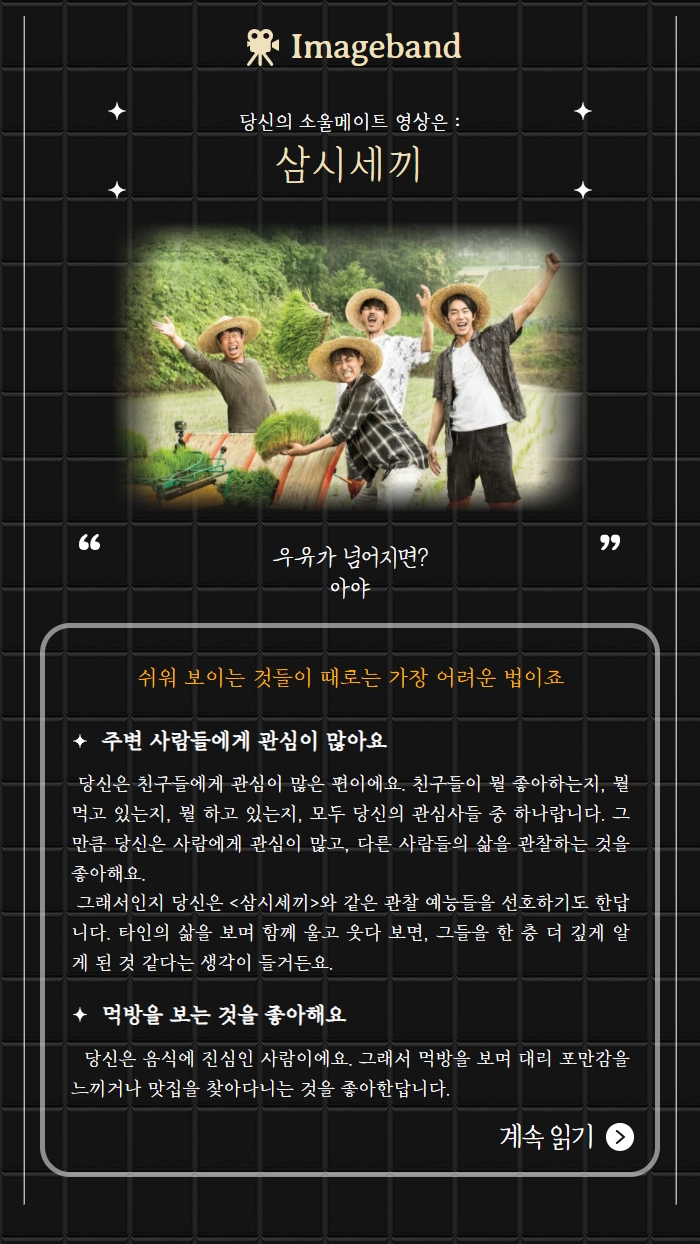 Imageband
당신의 소울메이트 영상은 :
삼시세끼
“ 우유가 넘어지면? ”
아야
쉬워 보이는 것들이 때로는 가장 어려운 법이죠
주변 사람들에게 관심이 많아요
당신은 친구들에게 관심이 많은 편이에요. 친구들이 뭘 좋아하는지, 뭘
먹고 있는지, 뭘 하고 있는지, 모두 당신의 관심사들 중 하나랍니다. 그
만큼 당신은 사람에게 관심이 많고, 다른 사람들의 삶을 관찰하는 것을
좋아해요.
그래서인지 당신은 <삼시세끼>와 같은 관찰 예능들을 선호하기도 한답
니다. 타인의 삶을 보며 함께 울고 웃다 보면, 그들을 한 층 더 깊게 알
게 된 것 같다는 생각이 들거든요.
먹방을 보는 것을 좋아해요
당신은 음식에 진심인 사람이에요. 그래서 먹방을 보며 대리 포만감을
느끼거나 맛집을 찾아다니는 것을 좋아한답니다.
계속 읽기